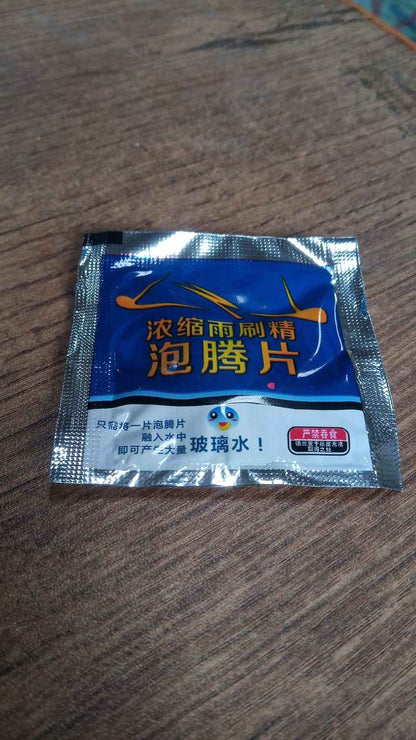 浓缩雨刷精
泡腾片
只需将一片泡腾片
融入水中
即可产生大量 玻璃水！
严禁吞食